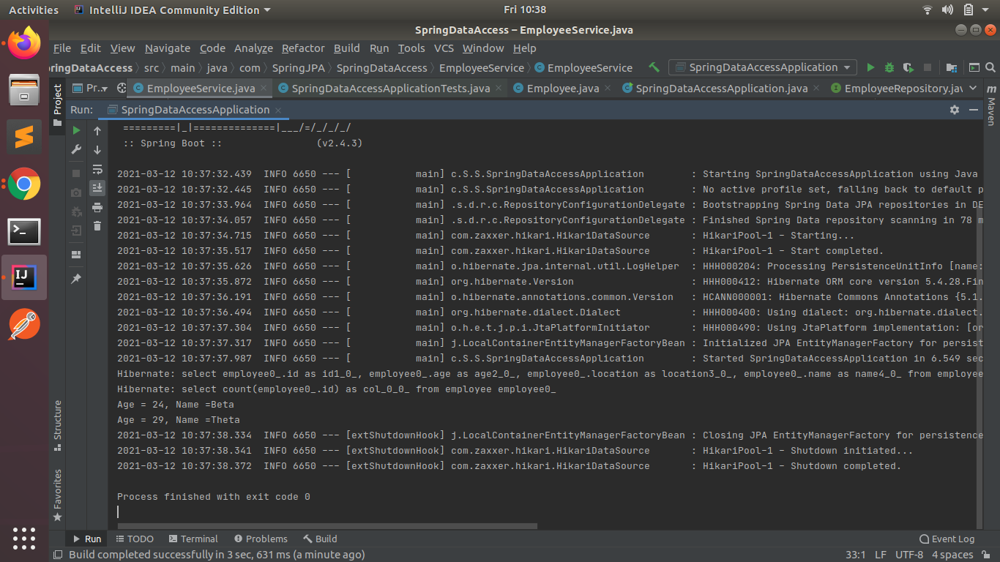 Activities IntelliJ IDEA Community Edition Fri 10:38
SpringDataAccess – EmployeeService.java
File Edit View Navigate Code Analyze Refactor Build Run Tools VCS Window Help
pringDataAccess src main java com SpringJPA SpringDataAccess EmployeeService EmployeeService SpringDataAccessApplication
Pr... EmployeeService.java SpringDataAccessApplicationTests.java Employee.java SpringDataAccessApplication.java EmployeeRepository.jav
Project
Maven
Run: SpringDataAccessApplication
=========|_|==============|___/=/_/_/_/
:: Spring Boot :: (v2.4.3)
2021-03-12 10:37:32.439 INFO 6650 --- [ main] c.S.S.SpringDataAccessApplication : Starting SpringDataAccessApplication using Java
2021-03-12 10:37:32.445 INFO 6650 --- [ main] c.S.S.SpringDataAccessApplication : No active profile set, falling back to default p
2021-03-12 10:37:33.964 INFO 6650 --- [ main] .s.d.r.c.RepositoryConfigurationDelegate : Bootstrapping Spring Data JPA repositories in DE
2021-03-12 10:37:34.057 INFO 6650 --- [ main] .s.d.r.c.RepositoryConfigurationDelegate : Finished Spring Data repository scanning in 78 m
2021-03-12 10:37:34.715 INFO 6650 --- [ main] com.zaxxer.hikari.HikariDataSource : HikariPool-1 - Starting...
2021-03-12 10:37:35.517 INFO 6650 --- [ main] com.zaxxer.hikari.HikariDataSource : HikariPool-1 - Start completed.
2021-03-12 10:37:35.626 INFO 6650 --- [ main] o.hibernate.jpa.internal.util.LogHelper : HHH000204: Processing PersistenceUnitInfo [name:
2021-03-12 10:37:35.872 INFO 6650 --- [ main] org.hibernate.Version : HHH000412: Hibernate ORM core version 5.4.28.Fin
2021-03-12 10:37:36.191 INFO 6650 --- [ main] o.hibernate.annotations.common.Version : HCANN000001: Hibernate Commons Annotations {5.1.
2021-03-12 10:37:36.494 INFO 6650 --- [ main] org.hibernate.dialect.Dialect : HHH000400: Using dialect: org.hibernate.dialect.
2021-03-12 10:37:37.304 INFO 6650 --- [ main] o.h.e.t.j.p.i.JtaPlatformInitiator : HHH000490: Using JtaPlatform implementation: [or
2021-03-12 10:37:37.317 INFO 6650 --- [ main] j.LocalContainerEntityManagerFactoryBean : Initialized JPA EntityManagerFactory for persist
2021-03-12 10:37:37.987 INFO 6650 --- [ main] c.S.S.SpringDataAccessApplication : Started SpringDataAccessApplication in 6.549 sec
Hibernate: select employee0_.id as id1_0_, employee0_.age as age2_0_, employee0_.location as location3_0_, employee0_.name as name4_0_ from employee
Hibernate: select count(employee0_.id) as col_0_0_ from employee employee0_
Age = 24, Name =Beta
Age = 29, Name =Theta
2021-03-12 10:37:38.334 INFO 6650 --- [extShutdownHook] j.LocalContainerEntityManagerFactoryBean : Closing JPA EntityManagerFactory for persistence
2021-03-12 10:37:38.341 INFO 6650 --- [extShutdownHook] com.zaxxer.hikari.HikariDataSource : HikariPool-1 - Shutdown initiated...
2021-03-12 10:37:38.372 INFO 6650 --- [extShutdownHook] com.zaxxer.hikari.HikariDataSource : HikariPool-1 - Shutdown completed.
Process finished with exit code 0
Structure
Favorites
Run TODO Terminal Problems Build Event Log
Build completed successfully in 3 sec, 631 ms (a minute ago) 33:1 LF UTF-8 4 spaces